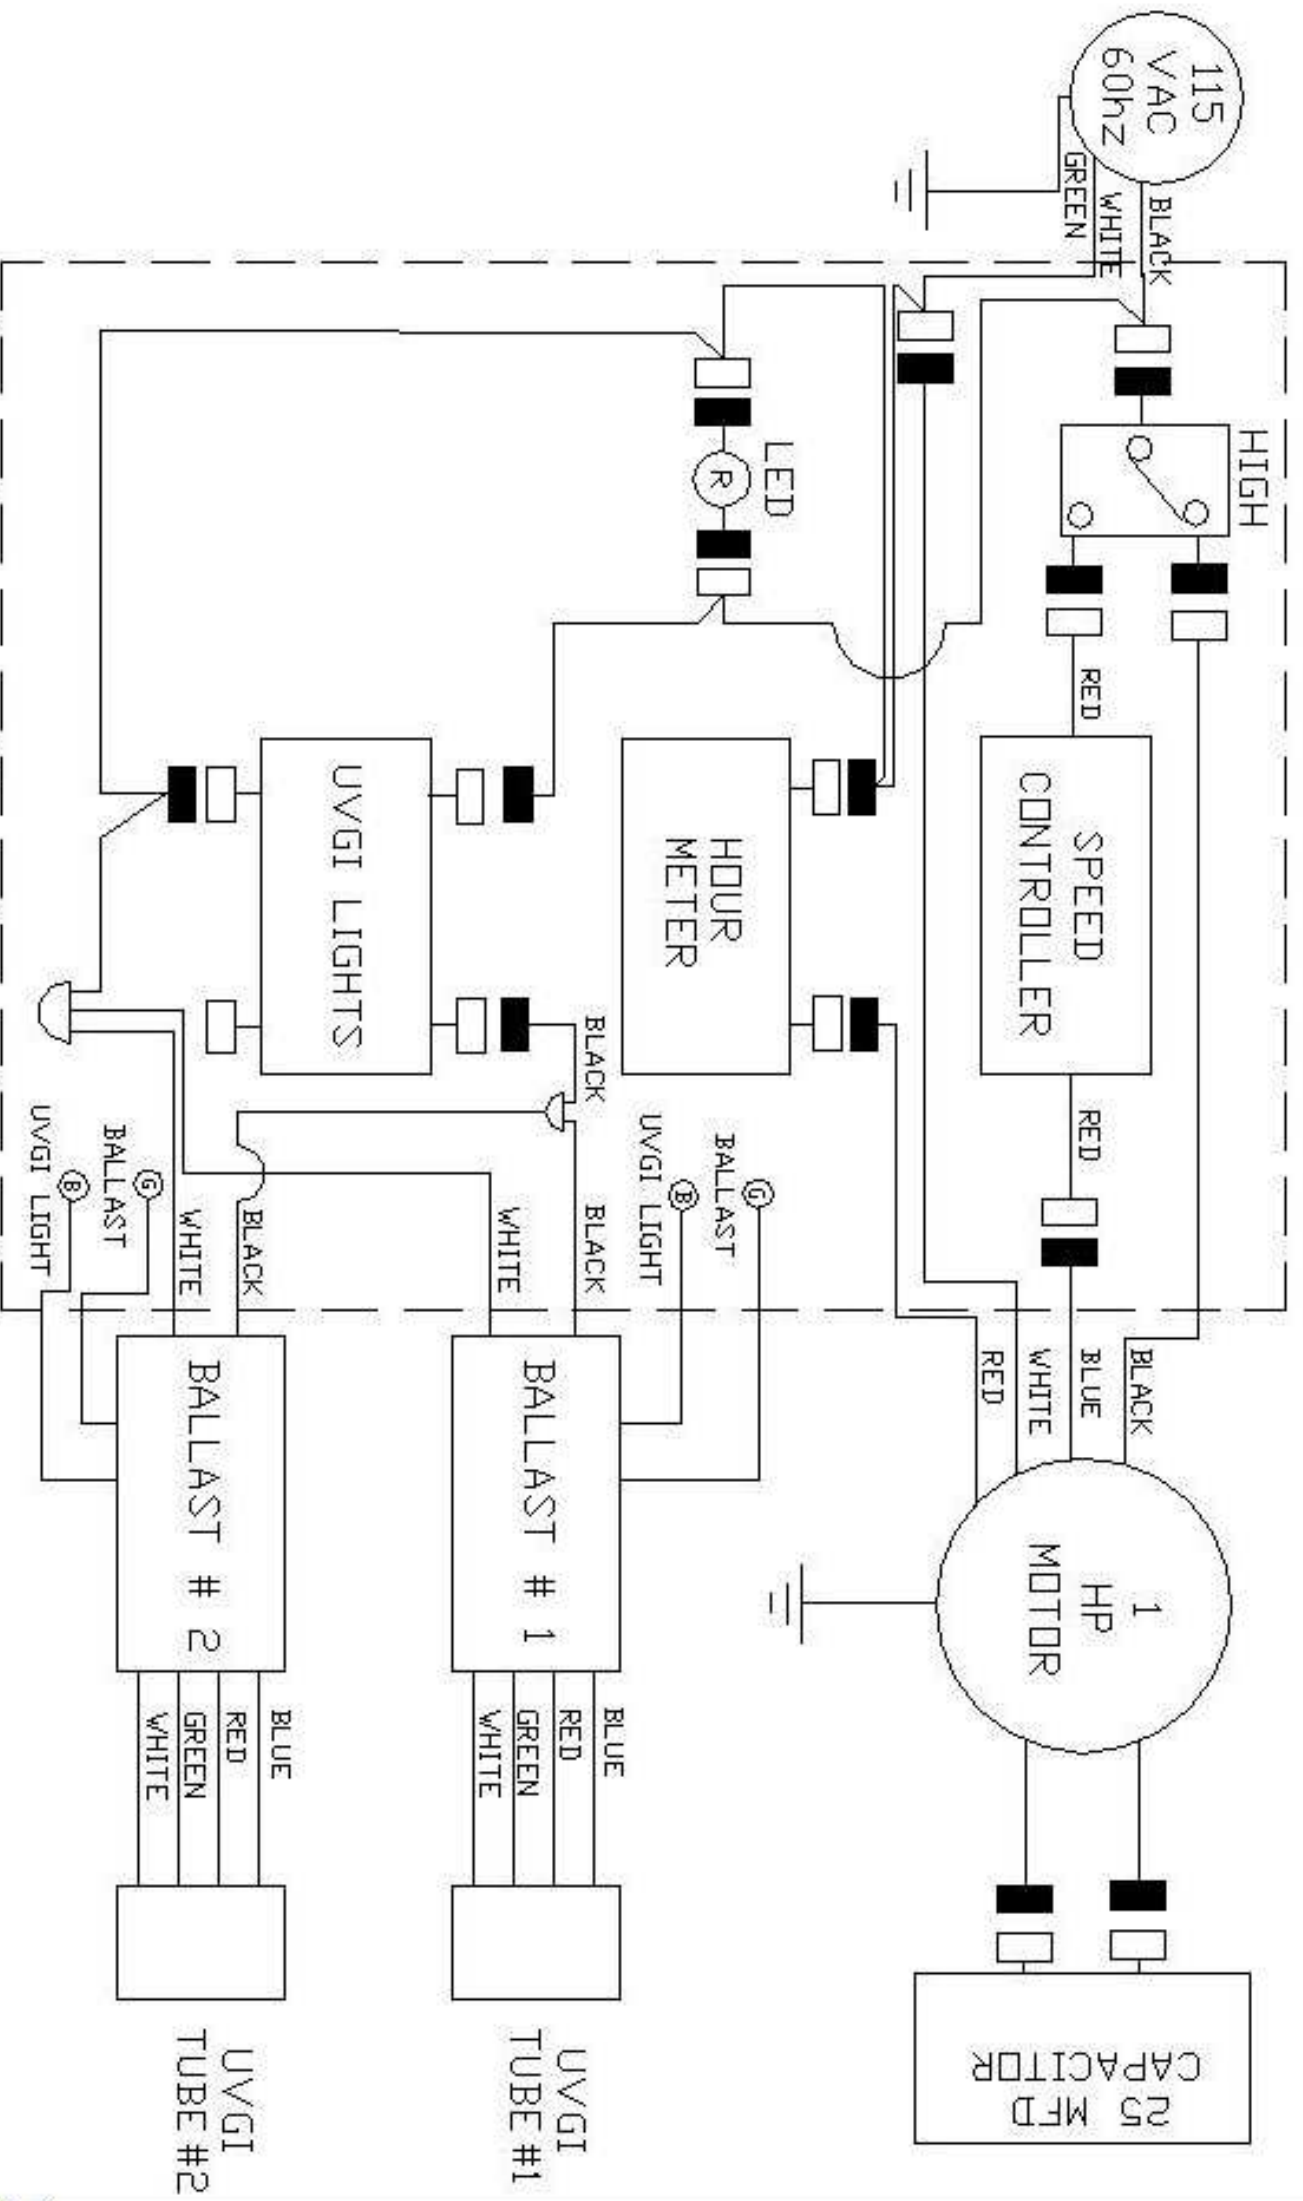 115
VAC
60hz
BLACK
WHITE
GREEN
HIGH
RED
SPEED
CONTROLLER
RED
BLACK
BLUE
WHITE
RED
1
HP
MOTOR
25 MFD
CAPACITOR
LED
R
HOUR
METER
BLACK
G
BALLAST
B
UVGI LIGHT
UVGI LIGHTS
BLACK
WHITE
BALLAST # 1
BLUE
RED
GREEN
WHITE
UVGI
TUBE #1
BLACK
WHITE
G
BALLAST
B
UVGI LIGHT
BALLAST # 2
BLUE
RED
GREEN
WHITE
UVGI
TUBE #2